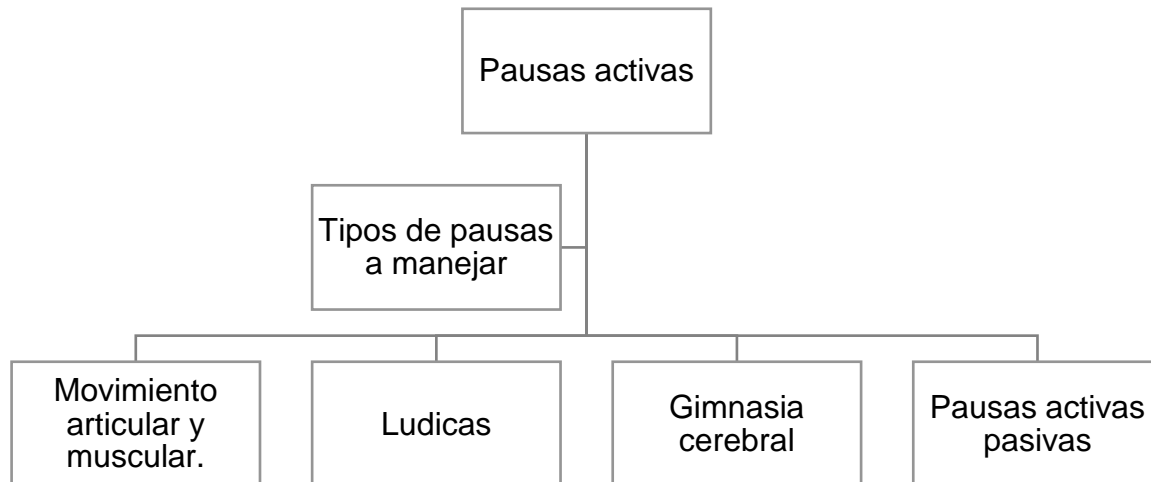 Pausas activas
Tipos de pausas
a manejar
Movimiento
articular y
muscular.
Ludicas
Gimnasia
cerebral
Pausas activas
pasivas